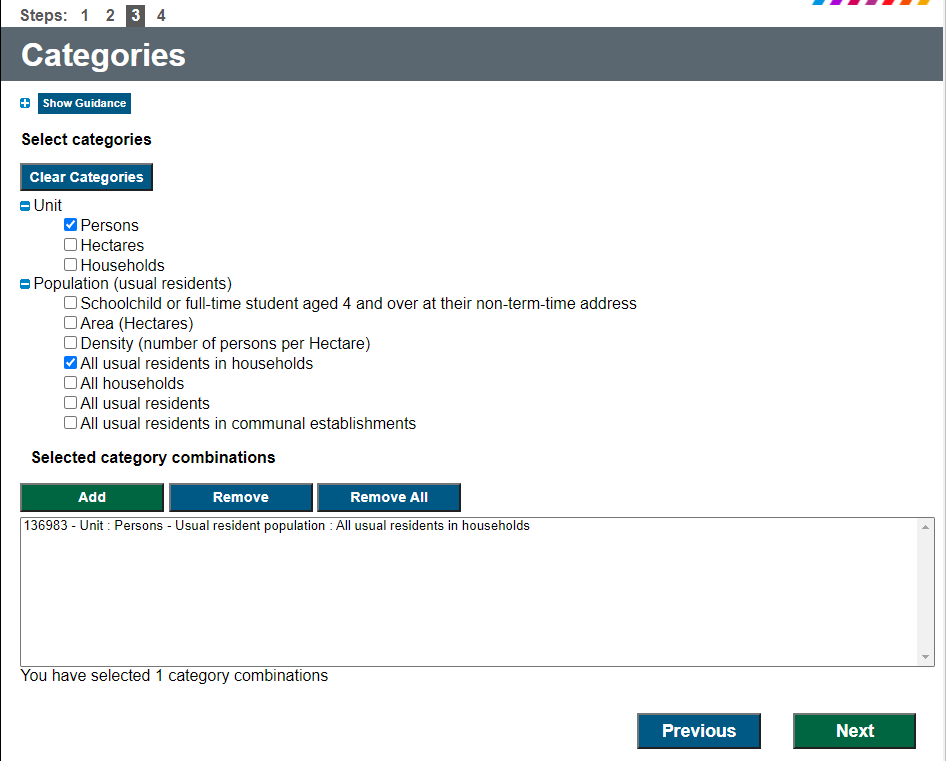 Steps: 1 2 3 4
Categories
Show Guidance
Select categories
Clear Categories
Unit
Persons
Hectares
Households
Population (usual residents)
Schoolchild or full-time student aged 4 and over at their non-term-time address
Area (Hectares)
Density (number of persons per Hectare)
All usual residents in households
All households
All usual residents
All usual residents in communal establishments
Selected category combinations
Add Remove Remove All
136983 - Unit : Persons - Usual resident population : All usual residents in households
You have selected 1 category combinations
Previous Next